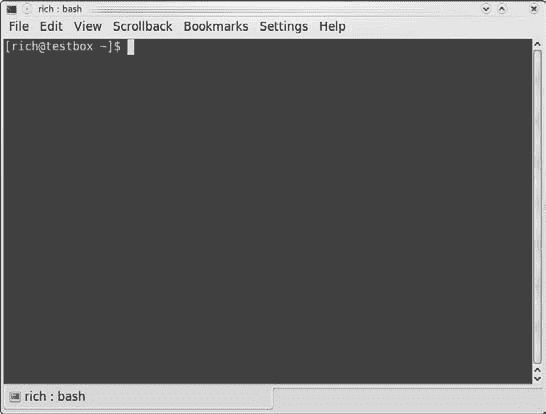 rich : bash
File Edit View Scrollback Bookmarks Settings Help
[rich@testbox ~]$
rich : bash